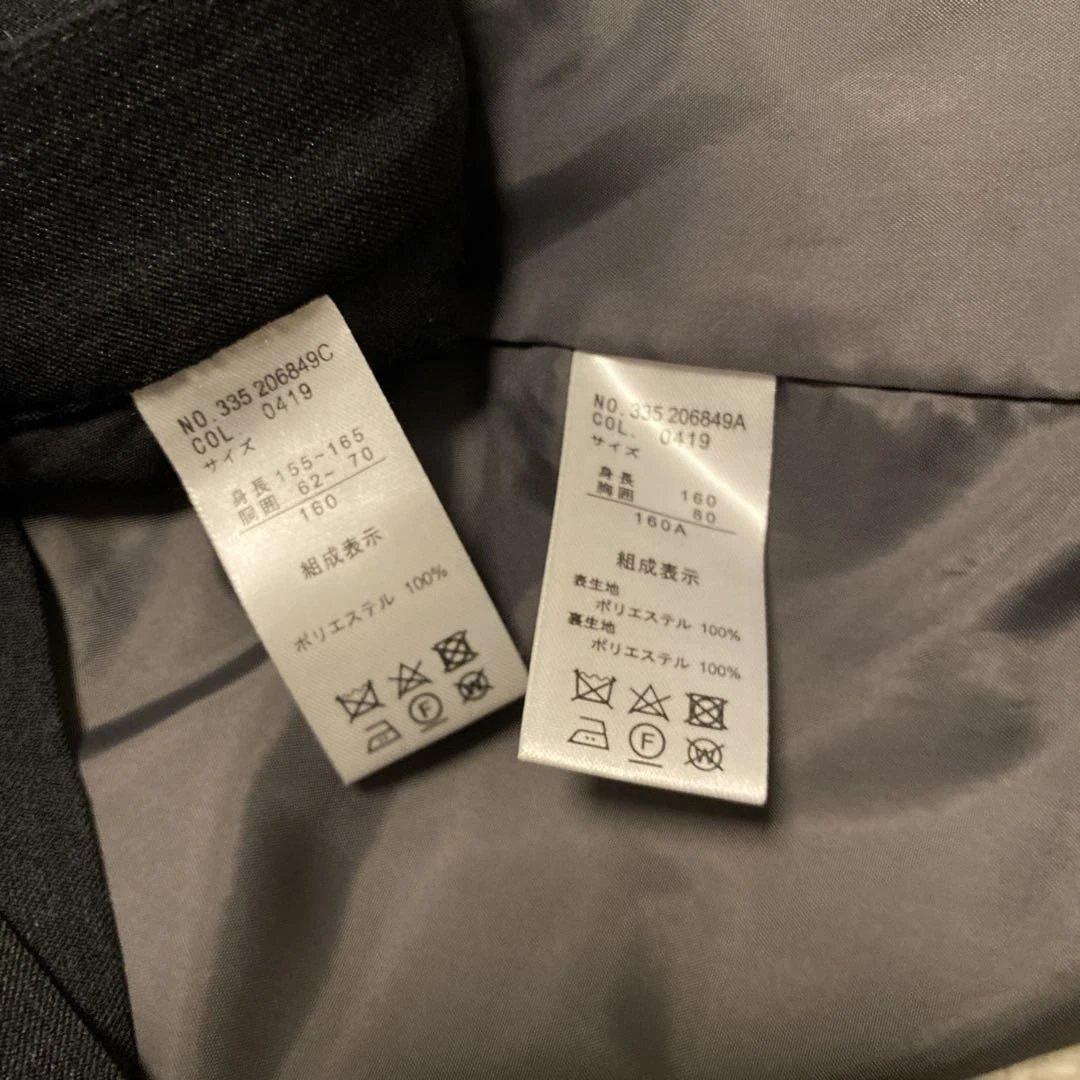 NO. 335 206849C
COL. 0419
サイズ
身長 155~165
胴囲 62~ 70
160
組成表示
ポリエステル 100%
F
W
NO. 335 206849A
COL. 0419
サイズ
身長 160
胸囲 80
160A
組成表示
表生地
ポリエステル 100%
裏生地
ポリエステル 100%
F
W